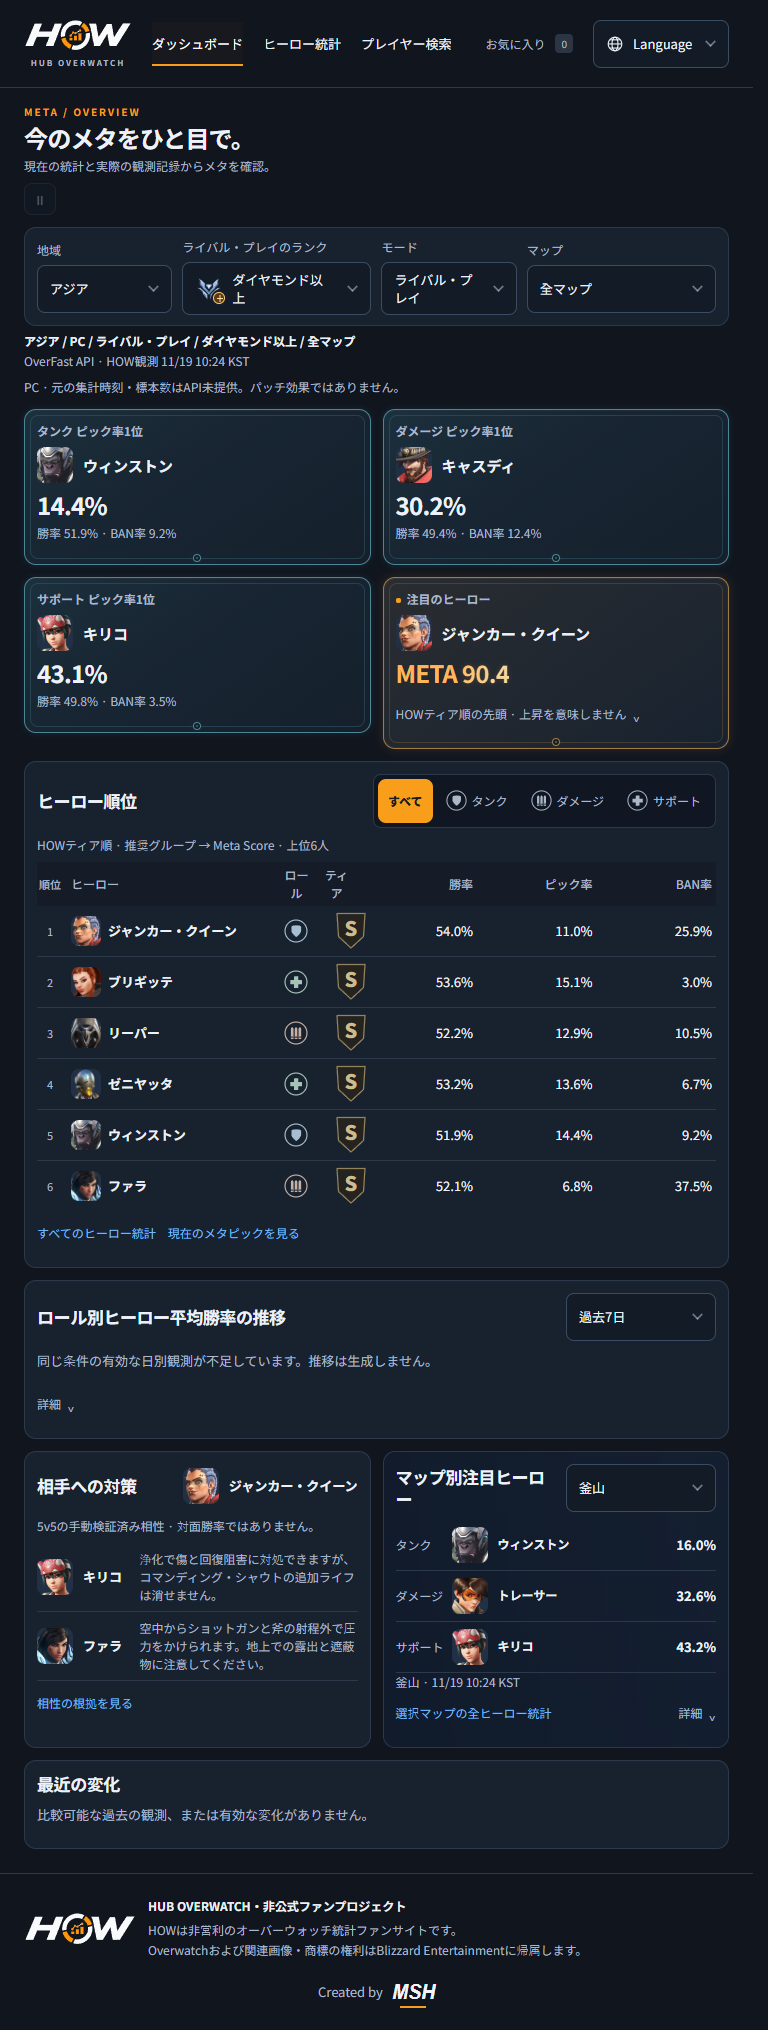 HOW
HUB OVERWATCH
ダッシュボード
ヒーロー統計
プレイヤー検索
お気に入り 0
Language
META / OVERVIEW
今のメタをひと目で。
現在の統計と実際の観測記録からメタを確認。
地域
ライバル・プレイのランク
モード
マップ
アジア
ダイヤモンド以
上
ライバル・プ
レイ
全マップ
アジア / PC / ライバル・プレイ / ダイヤモンド以上 / 全マップ
OverFast API · HOW観測 11/19 10:24 KST
PC · 元の集計時刻・標本数はAPI未提供。パッチ効果ではありません。
タンク ピック率1位
ウィンストン
14.4%
勝率 51.9% · BAN率 9.2%
ダメージ ピック率1位
キャスディ
30.2%
勝率 49.4% · BAN率 12.4%
サポート ピック率1位
キリコ
43.1%
勝率 49.8% · BAN率 3.5%
注目のヒーロー
ジャンカー・クイーン
META 90.4
HOWティア順の先頭 · 上昇を意味しません
ヒーロー順位
すべて
タンク
ダメージ
サポート
HOWティア順 · 推奨グループ → Meta Score · 上位6人
順位 ヒーロー ロー
ル ティ
ア 勝率 ピック率 BAN率
1 ジャンカー・クイーン S 54.0% 11.0% 25.9%
2 ブリギッテ S 53.6% 15.1% 3.0%
3 リーパー S 52.2% 12.9% 10.5%
4 ゼニヤッタ S 53.2% 13.6% 6.7%
5 ウィンストン S 51.9% 14.4% 9.2%
6 ファラ S 52.1% 6.8% 37.5%
すべてのヒーロー統計 現在のメタピックを見る
ロール別ヒーロー平均勝率の推移
過去7日
同じ条件の有効な日別観測が不足しています。推移は生成しません。
詳細
相手への対策
ジャンカー・クイーン
5v5の手動検証済み相性 · 対面勝率ではありません。
キリコ
浄化で傷と回復阻害に対処できますが、
コマンディング・シャウトの追加ライフ
は消せません。
ファラ
空中からショットガンと斧の射程外で圧
力をかけられます。地上での露出と遮蔽
物に注意してください。
相性の根拠を見る
マップ別注目ヒーロ
ー
釜山
タンク ウィンストン 16.0%
ダメージ トレーサー 32.6%
サポート キリコ 43.2%
釜山 · 11/19 10:24 KST
選択マップの全ヒーロー統計
詳細
最近の変化
比較可能な過去の観測、または有効な変化がありません。
HOW
HUB OVERWATCH・非公式ファンプロジェクト
HOWは非営利のオーバーウォッチ統計ファンサイトです。
Overwatchおよび関連画像・商標の権利はBlizzard Entertainmentに帰属します。
Created by MSH